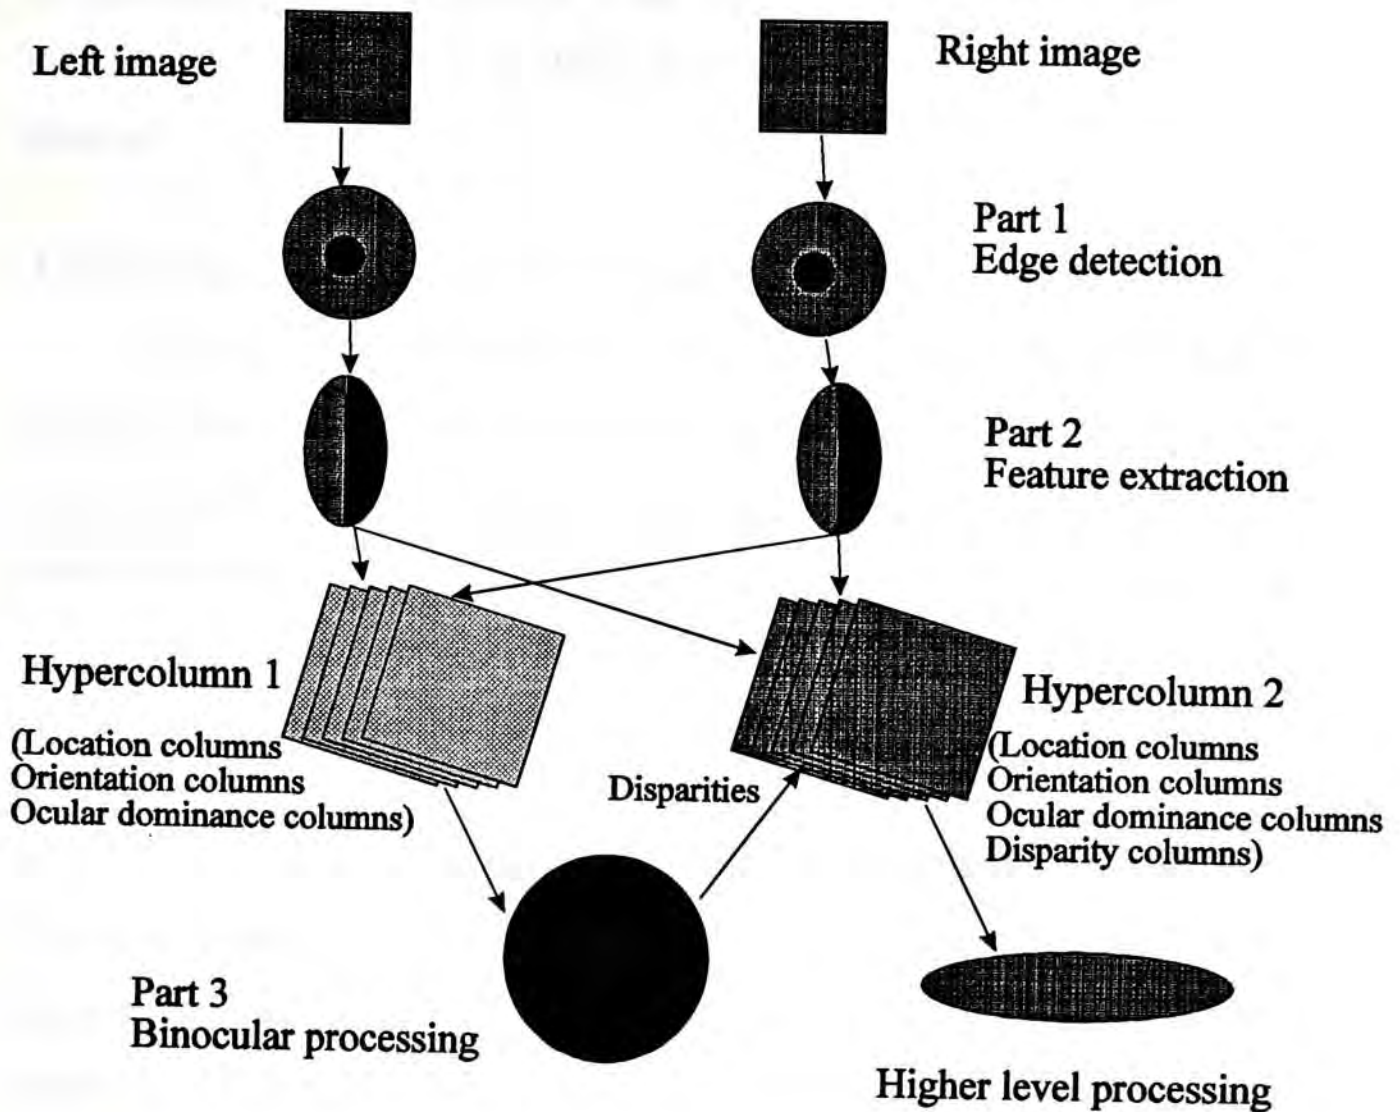 Left image
Right image
Part 1
Edge detection
Part 2
Feature extraction
Hypercolumn 1
(Location columns
Orientation columns
Ocular dominance columns)
Hypercolumn 2
(Location columns
Orientation columns
Ocular dominance columns
Disparity columns)
Disparities
Part 3
Binocular processing
Higher level processing